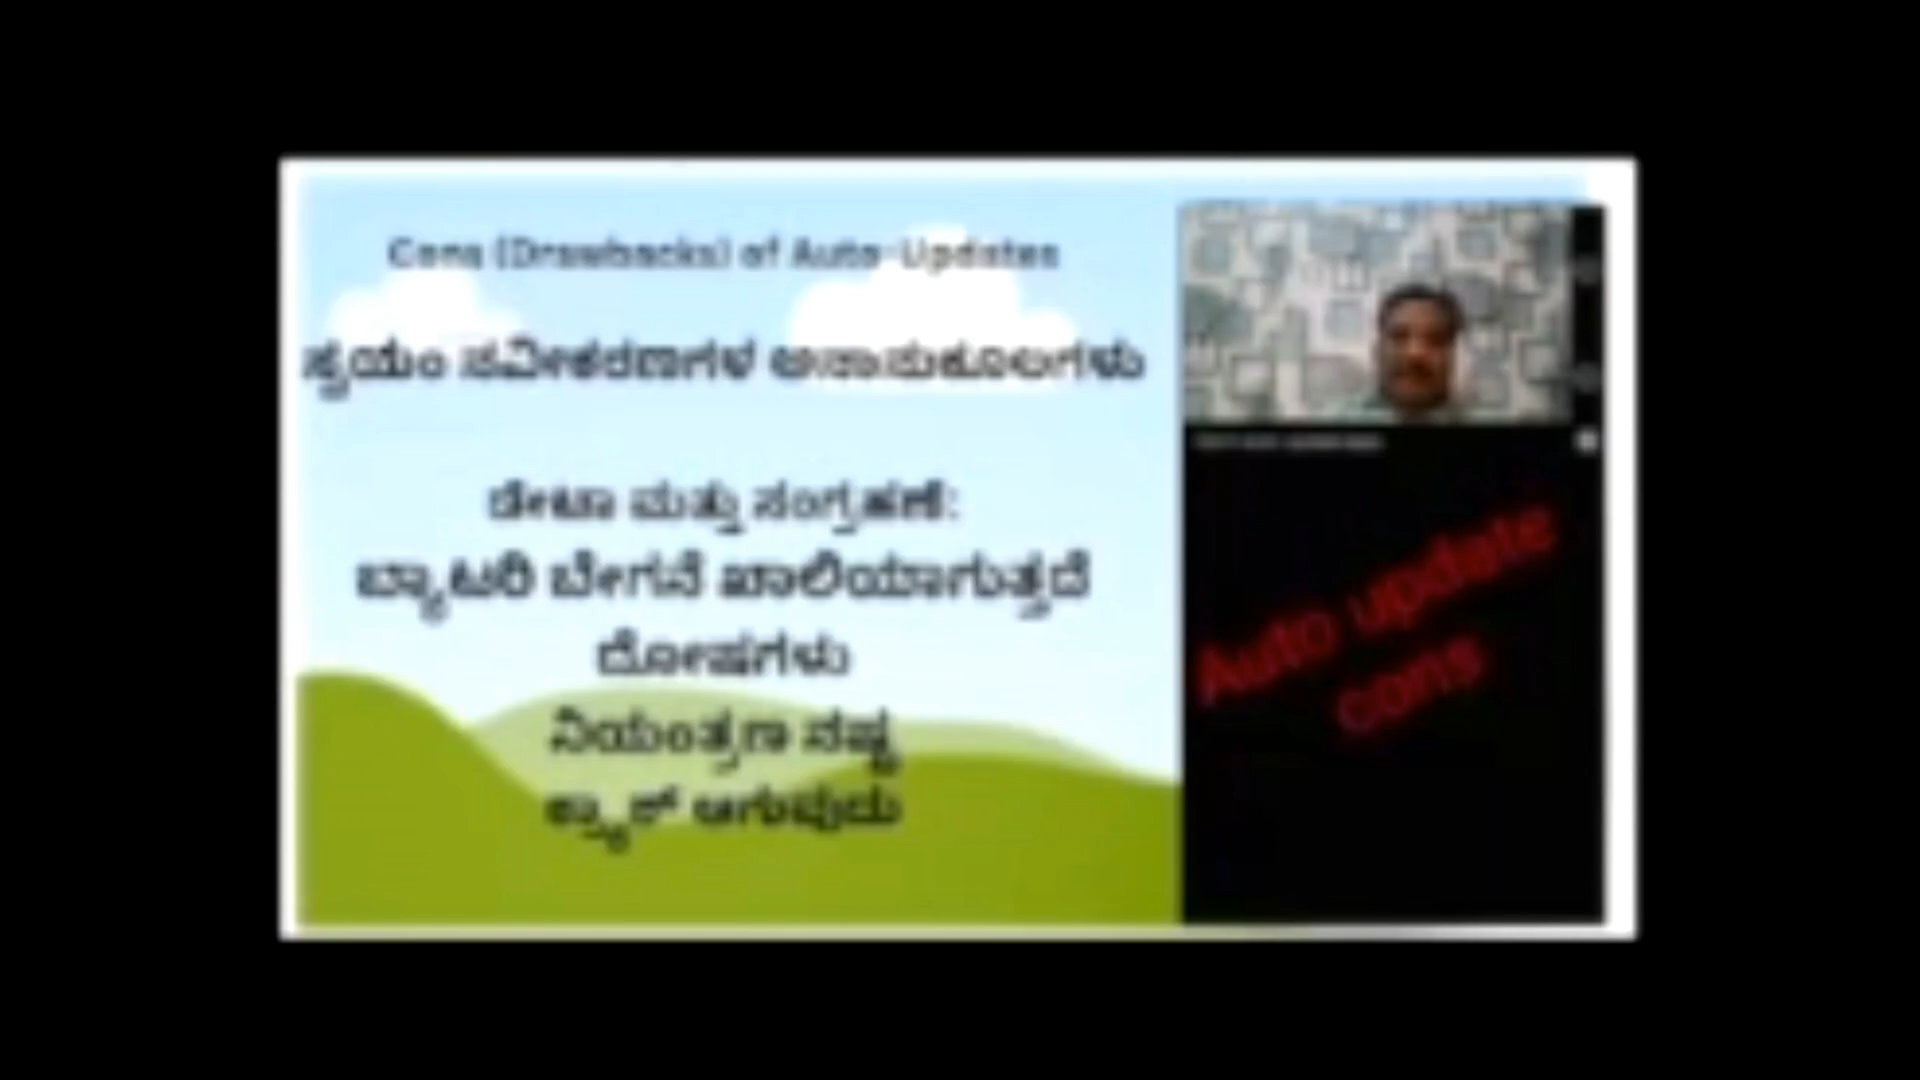 Cons (Drawbacks) of Auto-Updates
ಸ್ವಯಂ ನವೀಕರಣಗಳ ಅನಾನುಕೂಲಗಳು
ಡೇಟಾ ಮತ್ತು ಸಂಗ್ರಹಣೆ:
ಬ್ಯಾಟರಿ ಬೇಗನೆ ಖಾಲಿಯಾಗುತ್ತದೆ
ದೋಷಗಳು
ನಿಯಂತ್ರಣ ನಷ್ಟ
ಆಗುವುದು
Auto update
cons